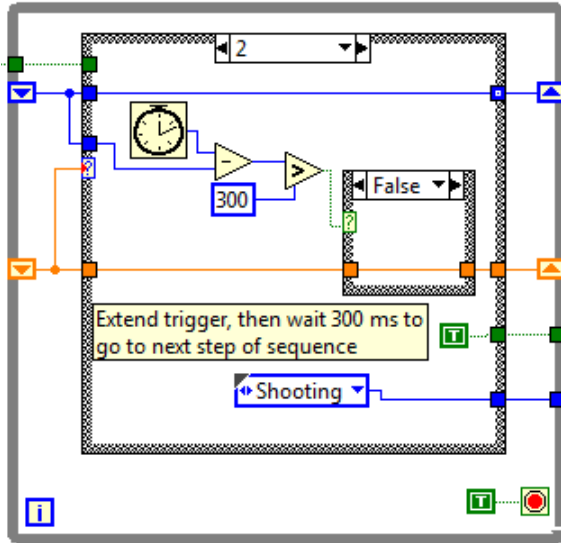 2
300
False
?
?
Extend trigger, then wait 300 ms to
go to next step of sequence
T
Shooting
T
i